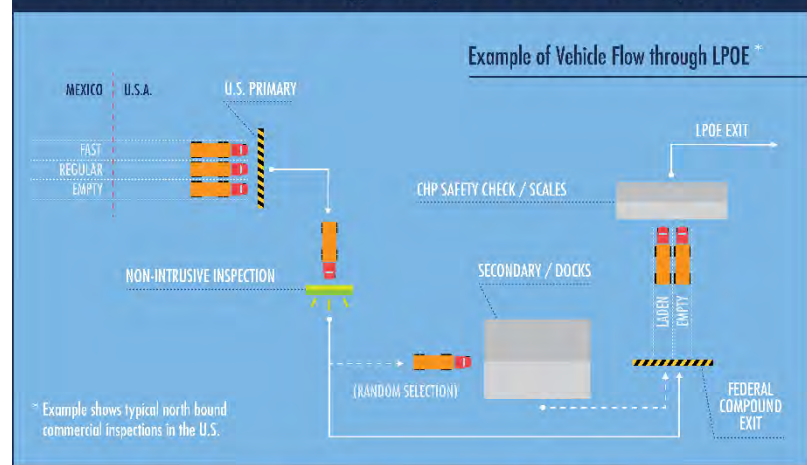 Example of Vehicle Flow through LPOE *
MEXICO U.S.A.
U.S. PRIMARY
FAST
REGULAR
EMPTY
LPOE EXIT
CHP SAFETY CHECK / SCALES
NON-INTRUSIVE INSPECTION
SECONDARY / DOCKS
LADEN
EMPTY
(RANDOM SELECTION)
FEDERAL
COMPOUND
EXIT
* Example shows typical north bound
commercial inspections in the U.S.